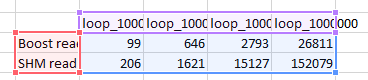 loop_1000 loop_1000 loop_1000 loop_1000000
Boost read 99 646 2793 26811
SHM read 206 1621 15127 152079